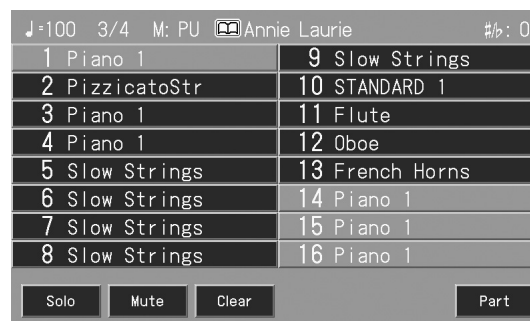 ♩=100 3/4 M: PU Annie Laurie #/♭: 0
1 Piano 1
2 PizzicatoStr
3 Piano 1
4 Piano 1
5 Slow Strings
6 Slow Strings
7 Slow Strings
8 Slow Strings
9 Slow Strings
10 STANDARD 1
11 Flute
12 Oboe
13 French Horns
14 Piano 1
15 Piano 1
16 Piano 1
Solo Mute Clear Part